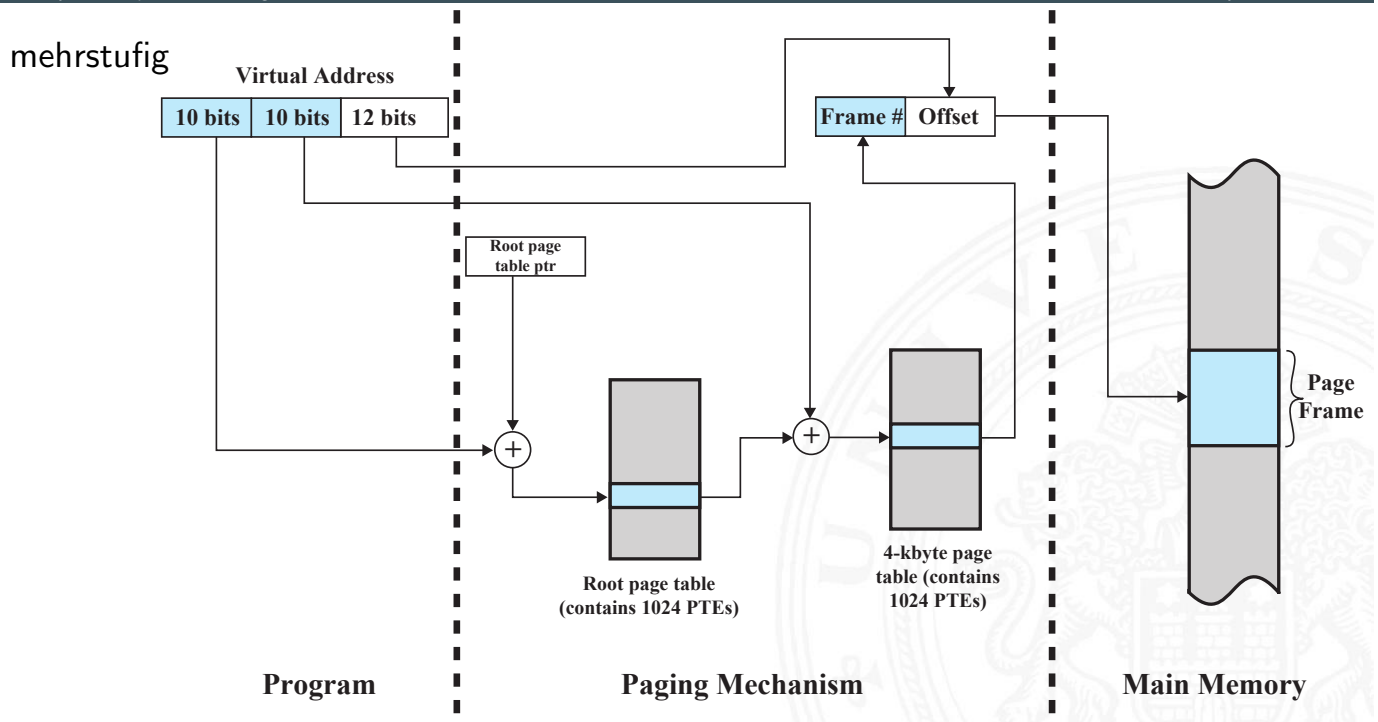 mehrstufig
Virtual Address
10 bits
10 bits
12 bits
Frame #
Offset
Root page
table ptr
+
+
Page
Frame
Root page table
(contains 1024 PTEs)
4-kbyte page
table (contains
1024 PTEs)
Program
Paging Mechanism
Main Memory